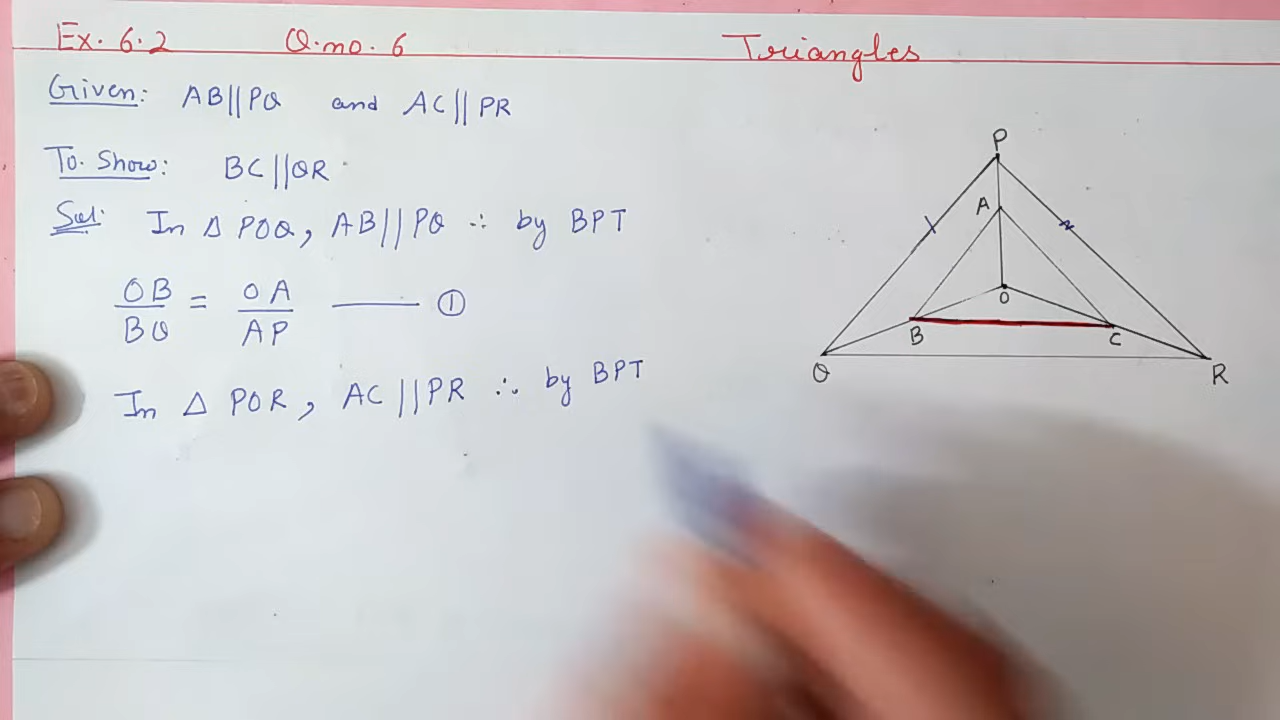 Ex. 6.2 Q.no. 6 Triangles
Given: AB||PQ and AC||PR
To Show: BC||QR
Sol: In Δ POQ, AB||PQ ∴ by BPT
OB/BQ = OA/AP —— ①
In Δ POR, AC||PR ∴ by BPT
P
A
O
B
C
Q
R